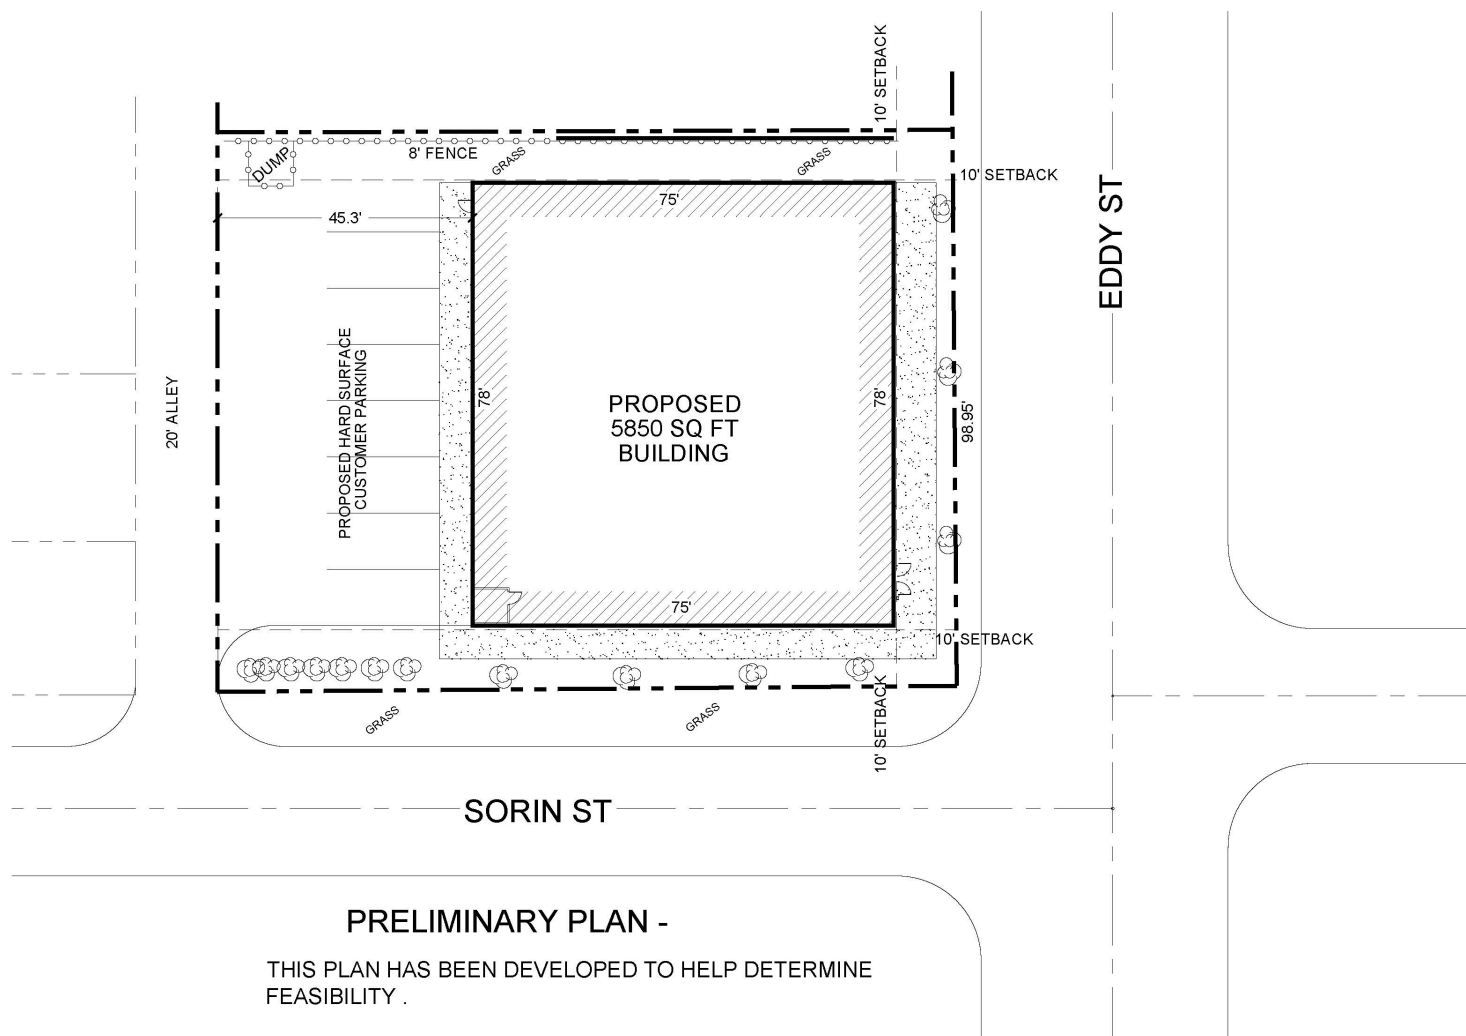 10' SETBACK
DUMP
8' FENCE
GRASS
GRASS
10' SETBACK
45.3'
75'
EDDY ST
20' ALLEY
PROPOSED HARD SURFACE
CUSTOMER PARKING
78'
PROPOSED
5850 SQ FT
BUILDING
78'
98.95'
75'
10' SETBACK
GRASS
GRASS
10' SETBACK
SORIN ST
PRELIMINARY PLAN -
THIS PLAN HAS BEEN DEVELOPED TO HELP DETERMINE
FEASIBILITY .